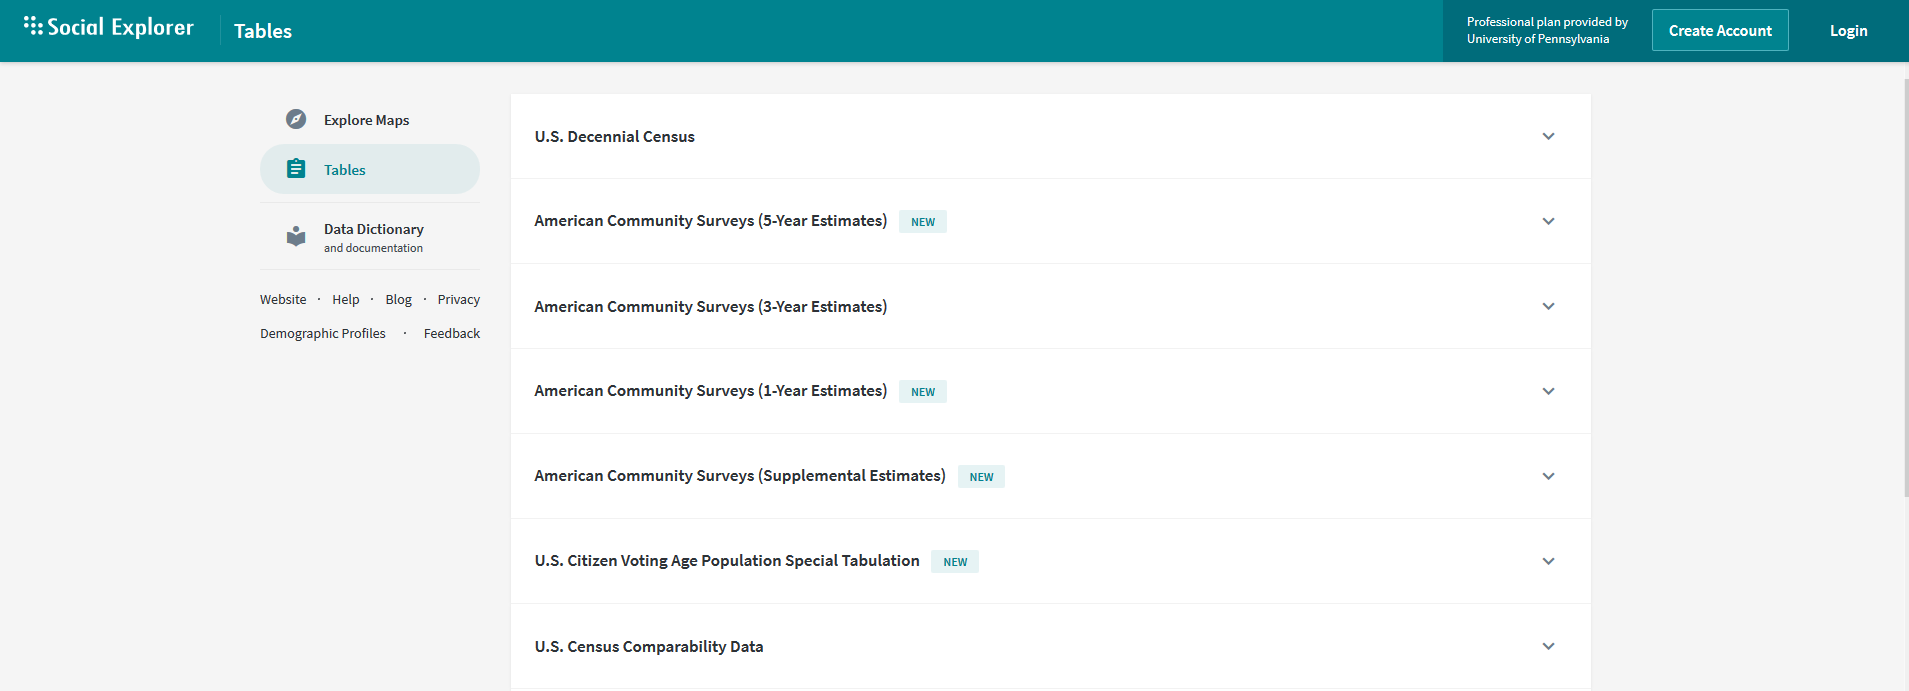 Social Explorer
Tables
Professional plan provided by
University of Pennsylvania
Create Account
Login
Explore Maps
Tables
Data Dictionary
and documentation
Website · Help · Blog · Privacy
Demographic Profiles · Feedback
U.S. Decennial Census
American Community Surveys (5-Year Estimates) NEW
American Community Surveys (3-Year Estimates)
American Community Surveys (1-Year Estimates) NEW
American Community Surveys (Supplemental Estimates) NEW
U.S. Citizen Voting Age Population Special Tabulation NEW
U.S. Census Comparability Data